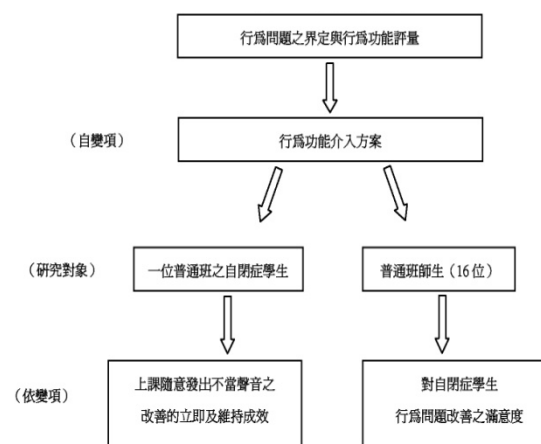 行為問題之界定與行為功能評量
（自變項）
行為功能介入方案
（研究對象）
一位普通班之自閉症學生
普通班師生（16位）
（依變項）
上課隨意發出不當聲音之
改善的立即及維持成效
對自閉症學生
行為問題改善之滿意度